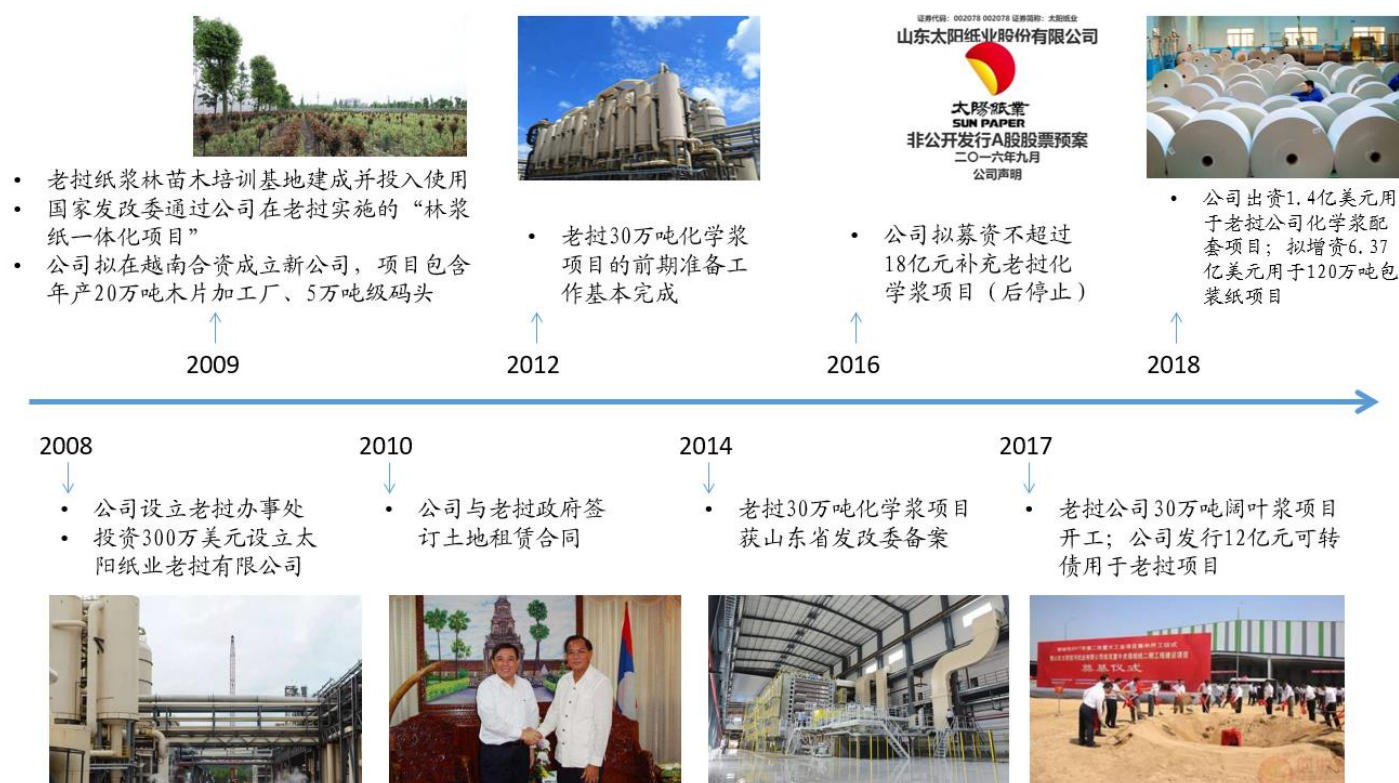 证券代码：002078 002078 证券简称：太阳纸业
山东太阳纸业股份有限公司
太陽紙業
SUN PAPER
非公开发行A股股票预案
二〇一六年九月
公司声明
• 老挝纸浆林苗木培训基地建成并投入使用
• 国家发改委通过公司在老挝实施的“林浆
纸一体化项目”
• 公司拟在越南合资成立新公司，项目包含
年产20万吨木片加工厂、5万吨级码头
• 老挝30万吨化学浆
项目的前期准备工
作基本完成
• 公司拟募资不超过
18亿元补充老挝化
学浆项目（后停止）
• 公司出资1.4亿美元用
于老挝公司化学浆配
套项目；拟增资6.37
亿美元用于120万吨包
装纸项目
2009
2012
2016
2018
2008
2010
2014
2017
• 公司设立老挝办事处
• 投资300万美元设立太
阳纸业老挝有限公司
• 公司与老挝政府签
订土地租赁合同
• 老挝30万吨化学浆项目
获山东省发改委备案
• 老挝公司30万吨阔叶浆项目
开工；公司发行12亿元可转
债用于老挝项目
奠基仪式